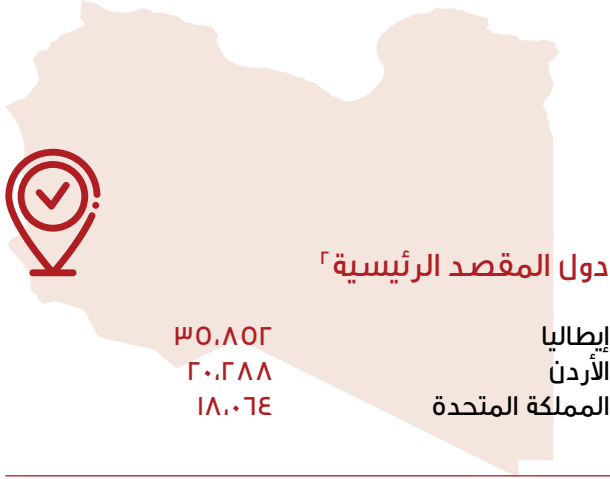 دول المقصد الرئيسية٢
إيطاليا ٣٥،٨٥٢
الأردن ٢٠،٢٨٨
المملكة المتحدة ١٨،٠٦٤